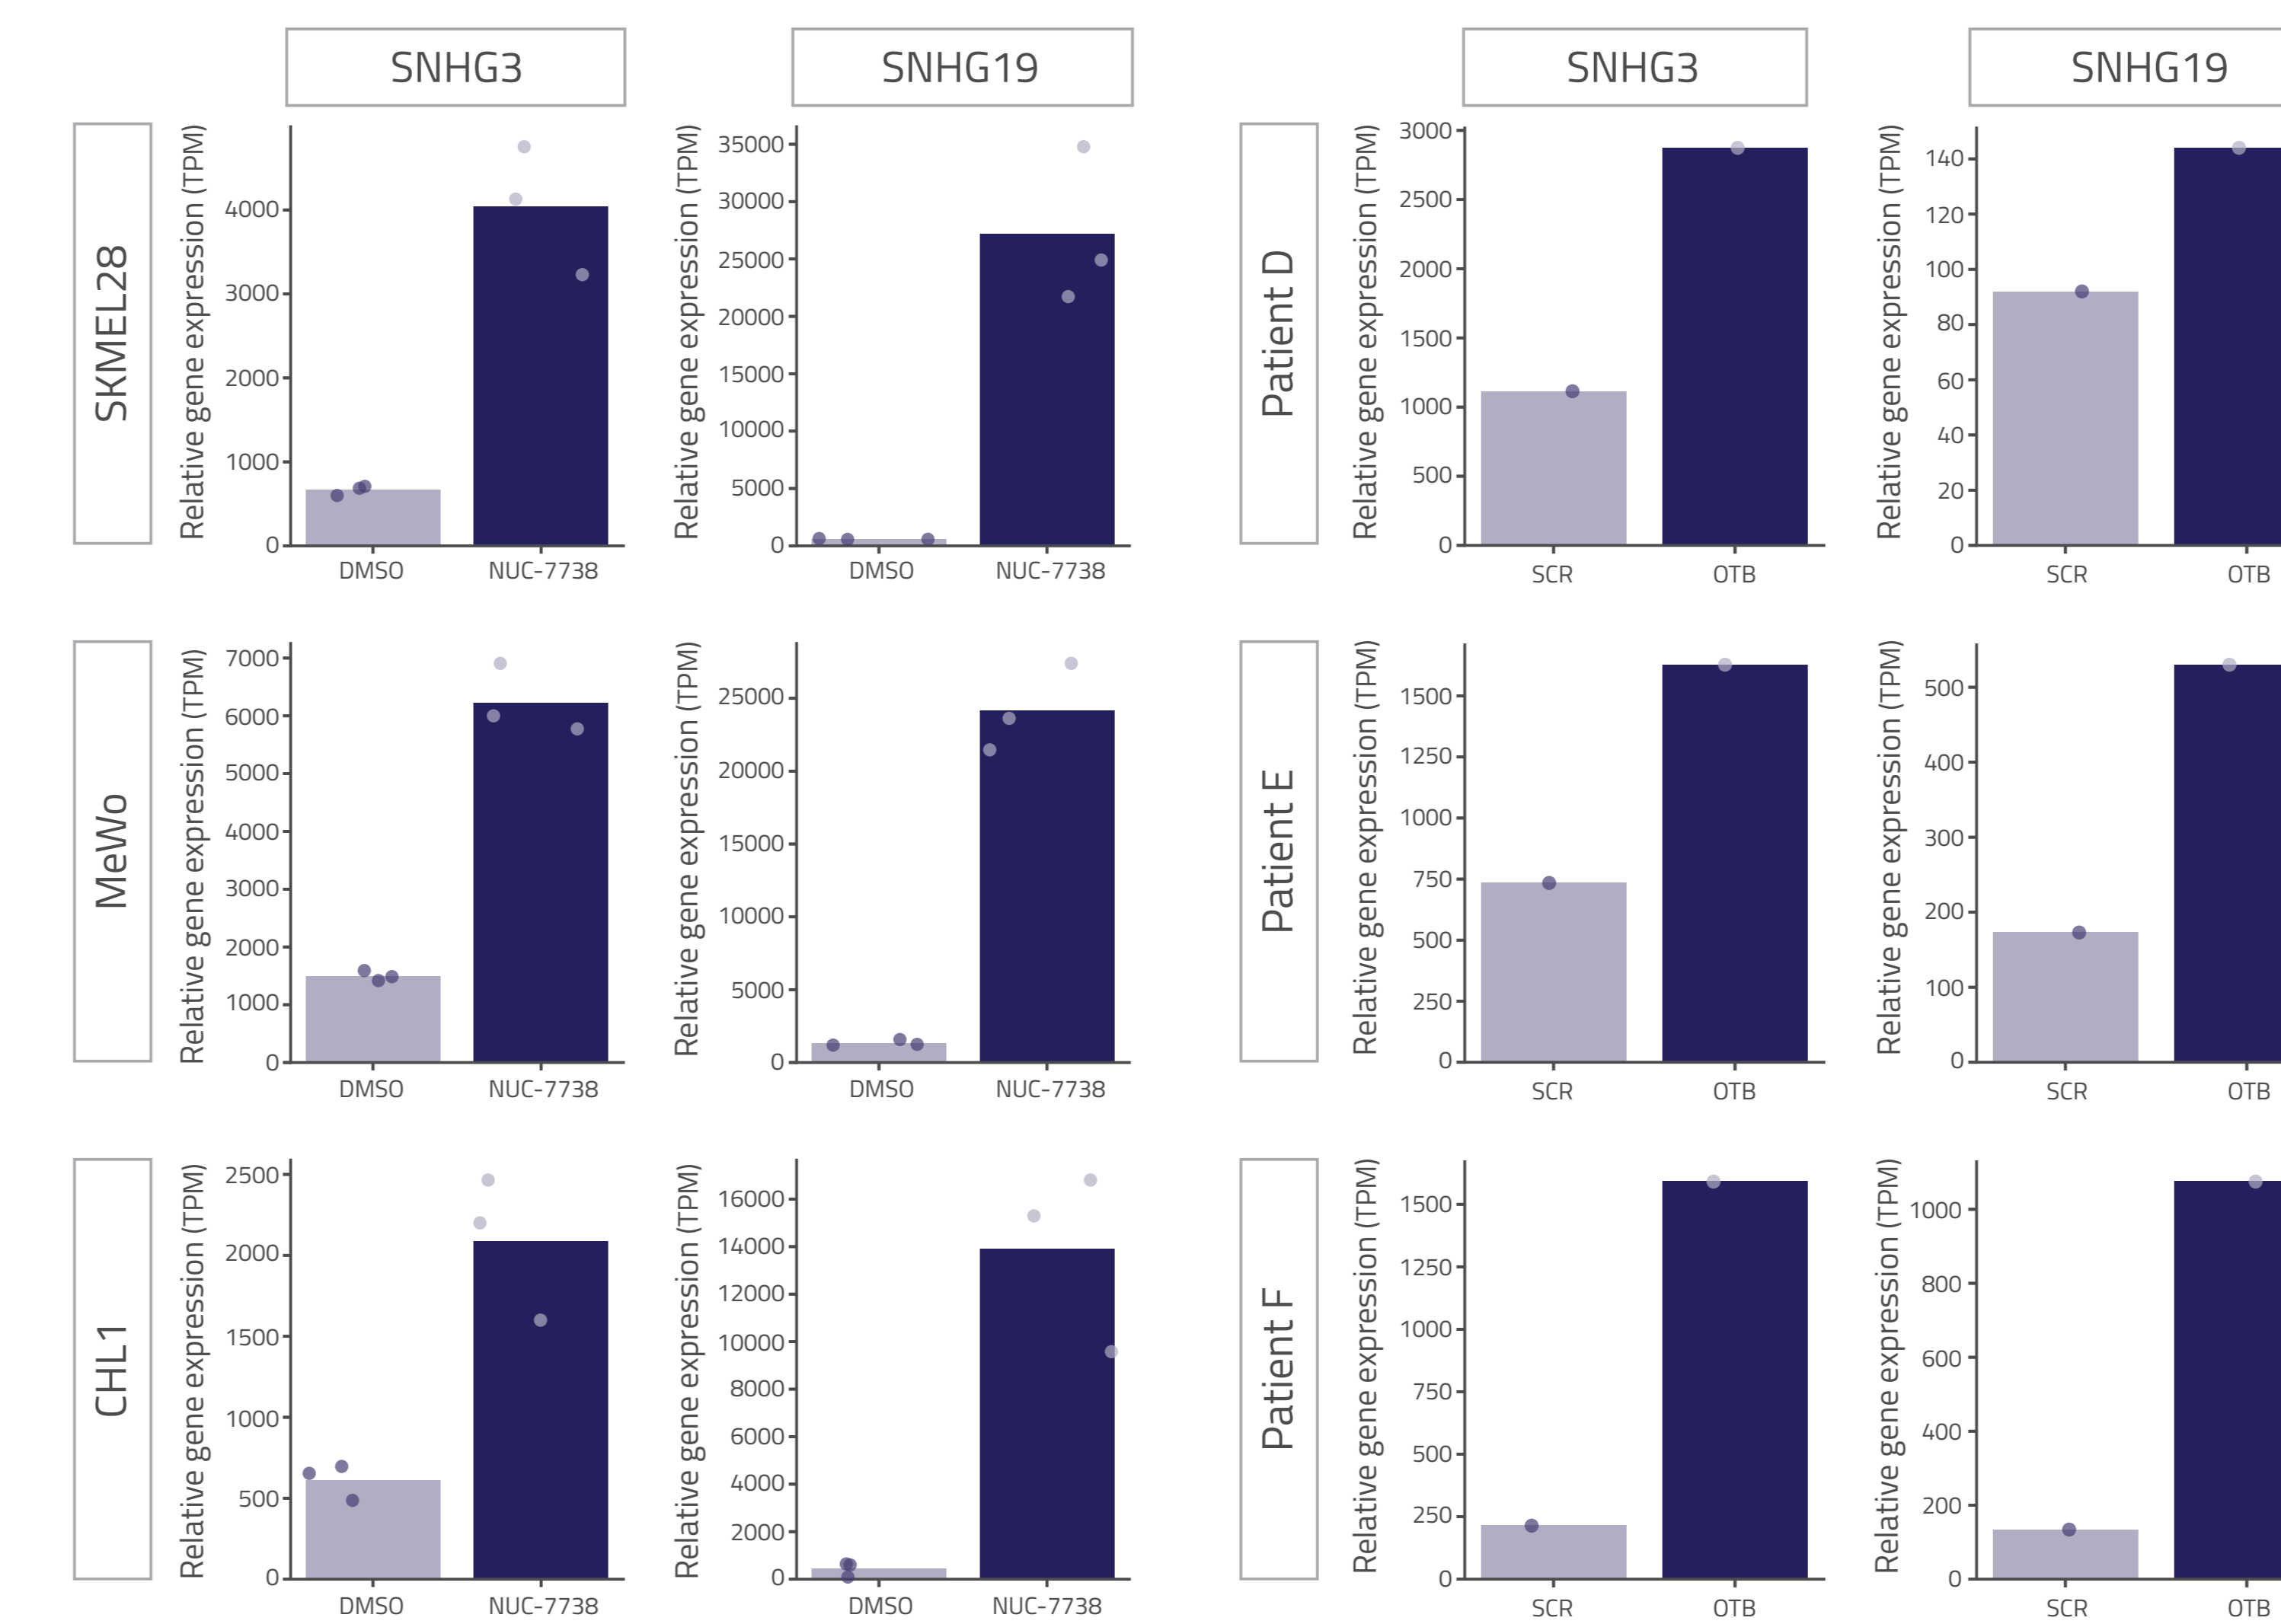 SNHG3
SNHG19
SNHG3
SNHG19
SKMEL28
Relative gene expression (TPM)
4000
3000
2000
1000
0
DMSO
NUC-7738
Relative gene expression (TPM)
35000
30000
25000
20000
15000
10000
5000
0
DMSO
NUC-7738
Patient D
Relative gene expression (TPM)
3000
2500
2000
1500
1000
500
0
SCR
OTB
Relative gene expression (TPM)
140
120
100
80
60
40
20
0
SCR
OTB
MeWo
Relative gene expression (TPM)
7000
6000
5000
4000
3000
2000
1000
0
DMSO
NUC-7738
Relative gene expression (TPM)
25000
20000
15000
10000
5000
0
DMSO
NUC-7738
Patient E
Relative gene expression (TPM)
1500
1250
1000
750
500
250
0
SCR
OTB
Relative gene expression (TPM)
500
400
300
200
100
0
SCR
OTB
CHL1
Relative gene expression (TPM)
2500
2000
1500
1000
500
0
DMSO
NUC-7738
Relative gene expression (TPM)
16000
14000
12000
10000
8000
6000
4000
2000
0
DMSO
NUC-7738
Patient F
Relative gene expression (TPM)
1500
1250
1000
750
500
250
0
SCR
OTB
Relative gene expression (TPM)
1000
800
600
400
200
0
SCR
OTB